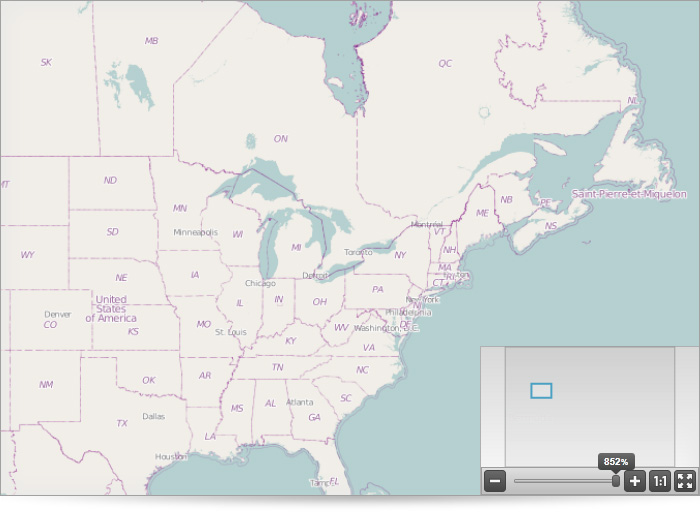 MB
SK
QC
NL
ON
MT
ND
NB
PE
Saint-Pierre-et-Miquelon
MN
ME
SD
Minneapolis
WI
Montréal
VT
NS
MI
NH
WY
Toronto
NY
MA
IA
Detroit
NE
Chicago
CT
RI
PA
United
States
of America
IL
IN
OH
New York
NJ
Denver
CO
Philadelphia
MO
DE
KS
St. Louis
WV
Washington, D.C.
KY
VA
TN
NC
OK
AR
NM
SC
MS
AL
Atlanta
TX
Dallas
GA
LA
Houston
Tampa
FL
852%
1:1